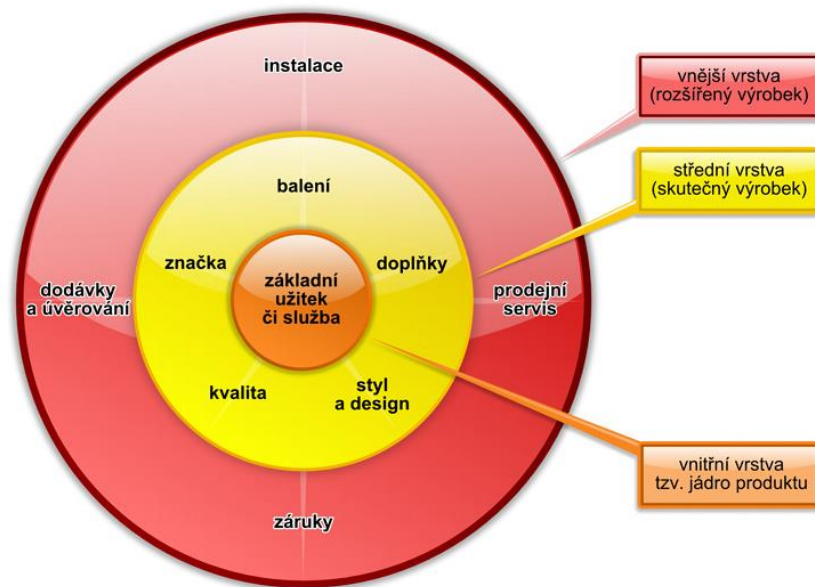 instalace
vnější vrstva
(rozšířený výrobek)
střední vrstva
(skutečný výrobek)
balení
značka
doplňky
základní
užitek
či služba
dodávky
a úvěrování
prodejní
servis
kvalita
styl
a design
vnitřní vrstva
tzv. jádro produktu
záruky